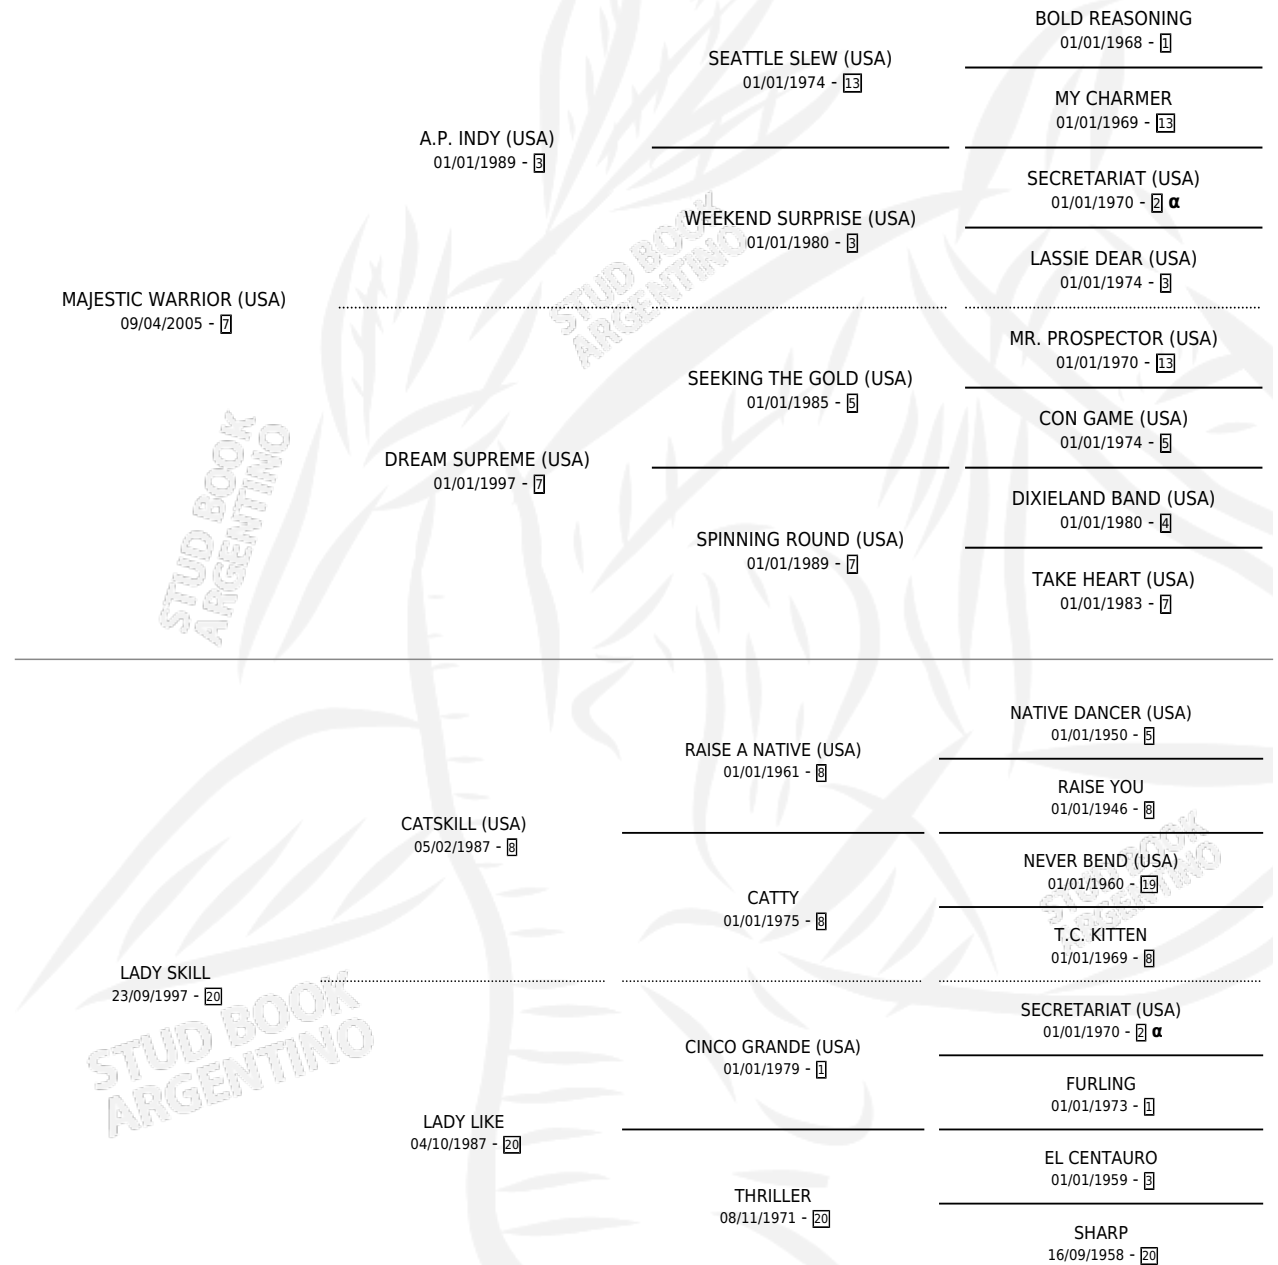 BOLD REASONING
01/01/1968 - 1
SEATTLE SLEW (USA)
01/01/1974 - 13
MY CHARMER
01/01/1969 - 13
A.P. INDY (USA)
01/01/1989 - 3
SECRETARIAT (USA)
01/01/1970 - 2 α
WEEKEND SURPRISE (USA)
01/01/1980 - 3
LASSIE DEAR (USA)
01/01/1974 - 3
MAJESTIC WARRIOR (USA)
09/04/2005 - 7
MR. PROSPECTOR (USA)
01/01/1970 - 13
SEEKING THE GOLD (USA)
01/01/1985 - 5
CON GAME (USA)
01/01/1974 - 5
DREAM SUPREME (USA)
01/01/1997 - 7
DIXIELAND BAND (USA)
01/01/1980 - 4
SPINNING ROUND (USA)
01/01/1989 - 7
TAKE HEART (USA)
01/01/1983 - 7
NATIVE DANCER (USA)
01/01/1950 - 5
RAISE A NATIVE (USA)
01/01/1961 - 8
RAISE YOU
01/01/1946 - 8
CATSKILL (USA)
05/02/1987 - 8
NEVER BEND (USA)
01/01/1960 - 19
CATTY
01/01/1975 - 8
T.C. KITTEN
01/01/1969 - 8
LADY SKILL
23/09/1997 - 20
SECRETARIAT (USA)
01/01/1970 - 2 α
CINCO GRANDE (USA)
01/01/1979 - 1
FURLING
01/01/1973 - 1
LADY LIKE
04/10/1987 - 20
EL CENTAURO
01/01/1959 - 3
THRILLER
08/11/1971 - 20
SHARP
16/09/1958 - 20
STUD BOOK
ARGENTINO
STUD BOOK
ARGENTINO
STUD BOOK
ARGENTINO
STUD BOOK
ARGENTINO